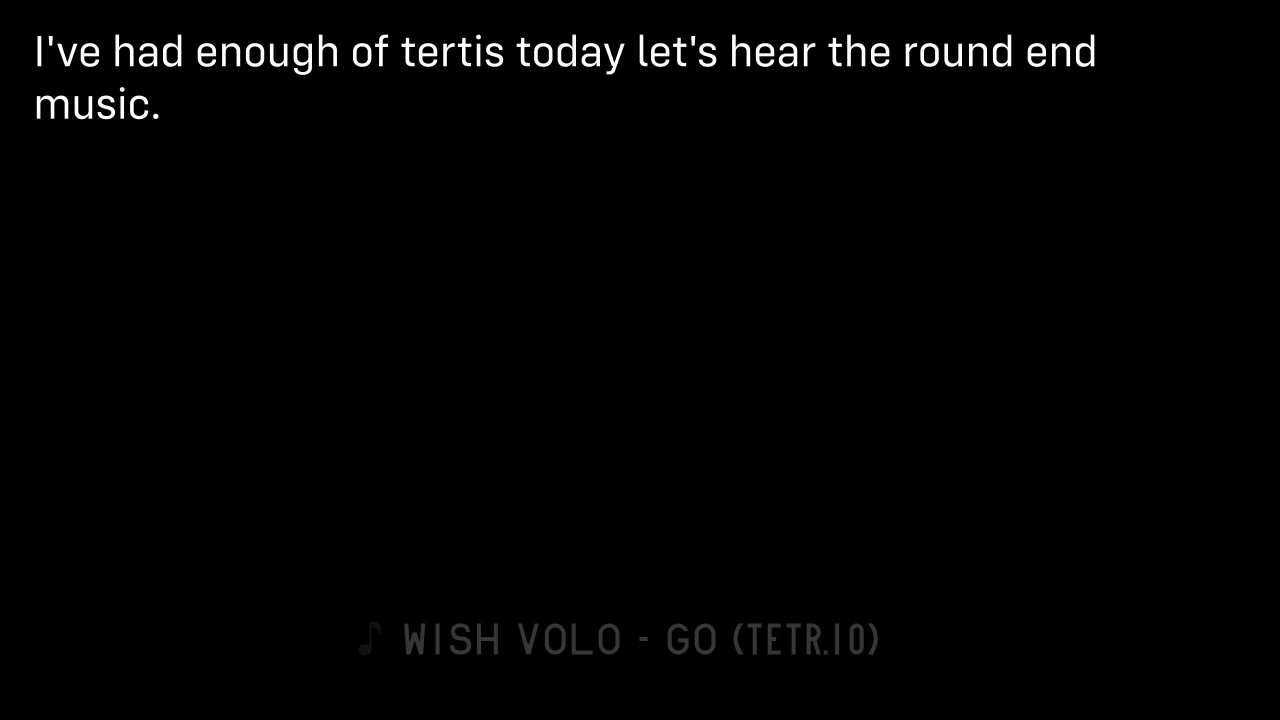 I've had enough of tertis today let's hear the round end
music.
♪ WISH VOLO - GO (TETR.IO)